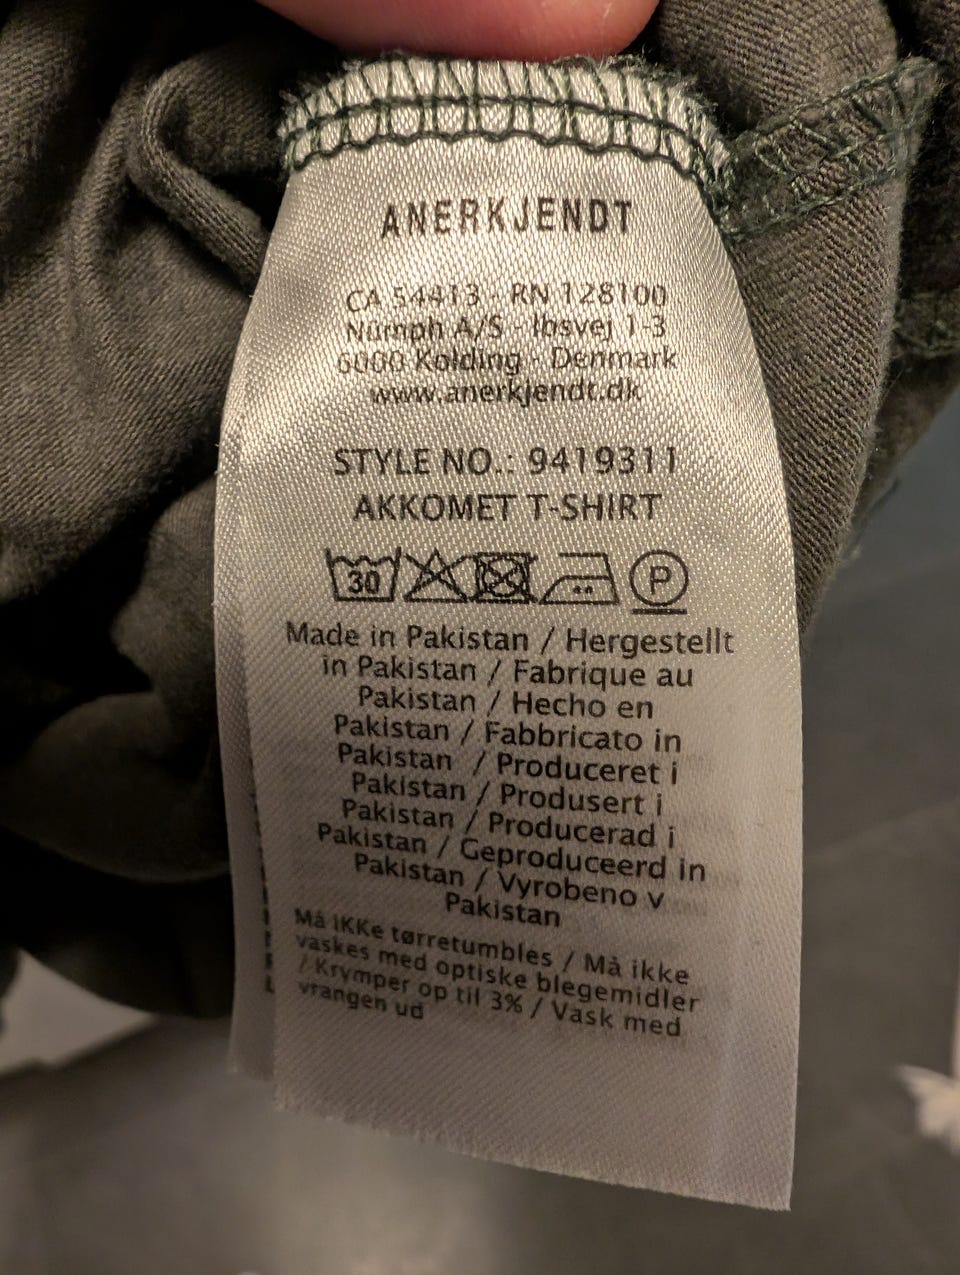 ANERKJENDT
CA 54413 - RN 128100
Nümph A/S - Ibsvej 1-3
6000 Kolding - Denmark
www.anerkjendt.dk
STYLE NO.: 9419311
AKKOMET T-SHIRT
30 P
Made in Pakistan / Hergestellt
in Pakistan / Fabrique au
Pakistan / Hecho en
Pakistan / Fabbricato in
Pakistan / Produceret i
Pakistan / Produsert i
Pakistan / Producerad i
Pakistan / Geproduceerd in
Pakistan / Vyrobeno v
Pakistan
Må IKKe tørretumbles / Må ikke
vaskes med optiske blegemidler
/ Krymper op til 3% / Vask med
vrangen ud